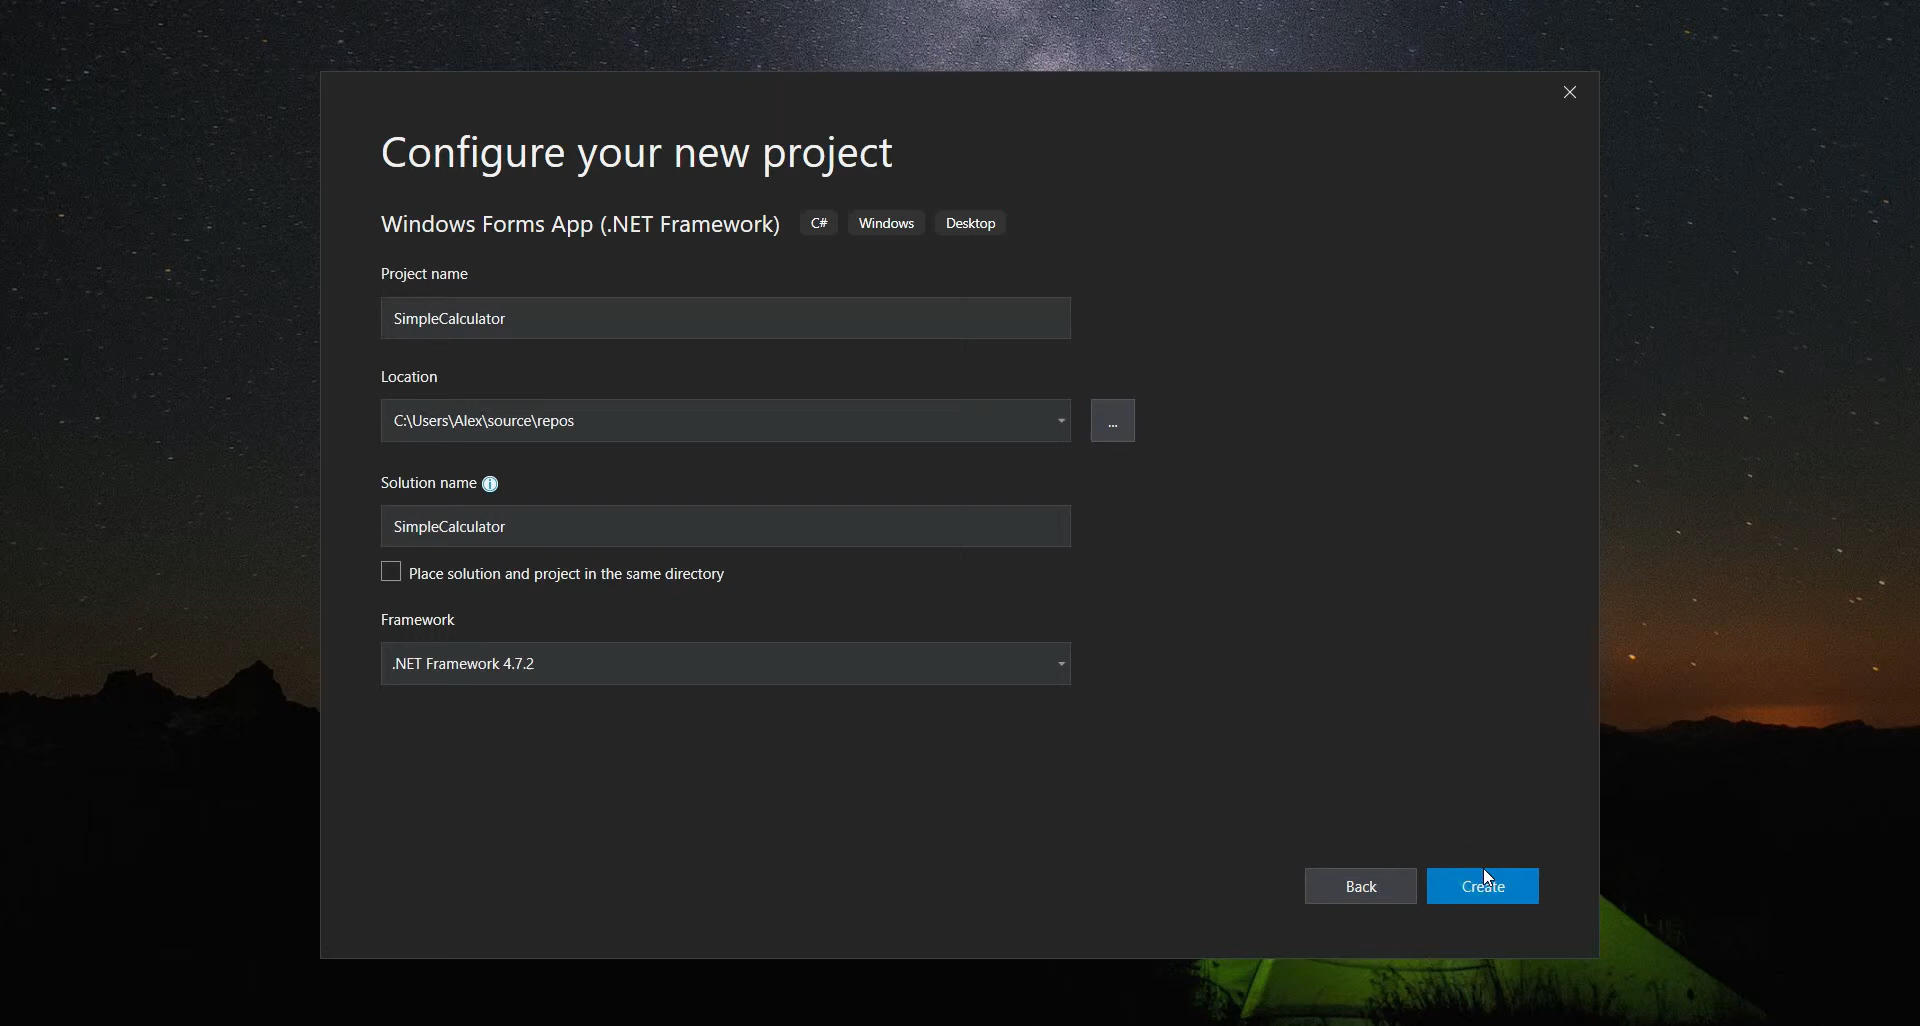 Configure your new project
Windows Forms App (.NET Framework) C# Windows Desktop
Project name
SimpleCalculator
Location
C:\Users\Alex\source\repos
...
Solution name
SimpleCalculator
Place solution and project in the same directory
Framework
.NET Framework 4.7.2
Back Create